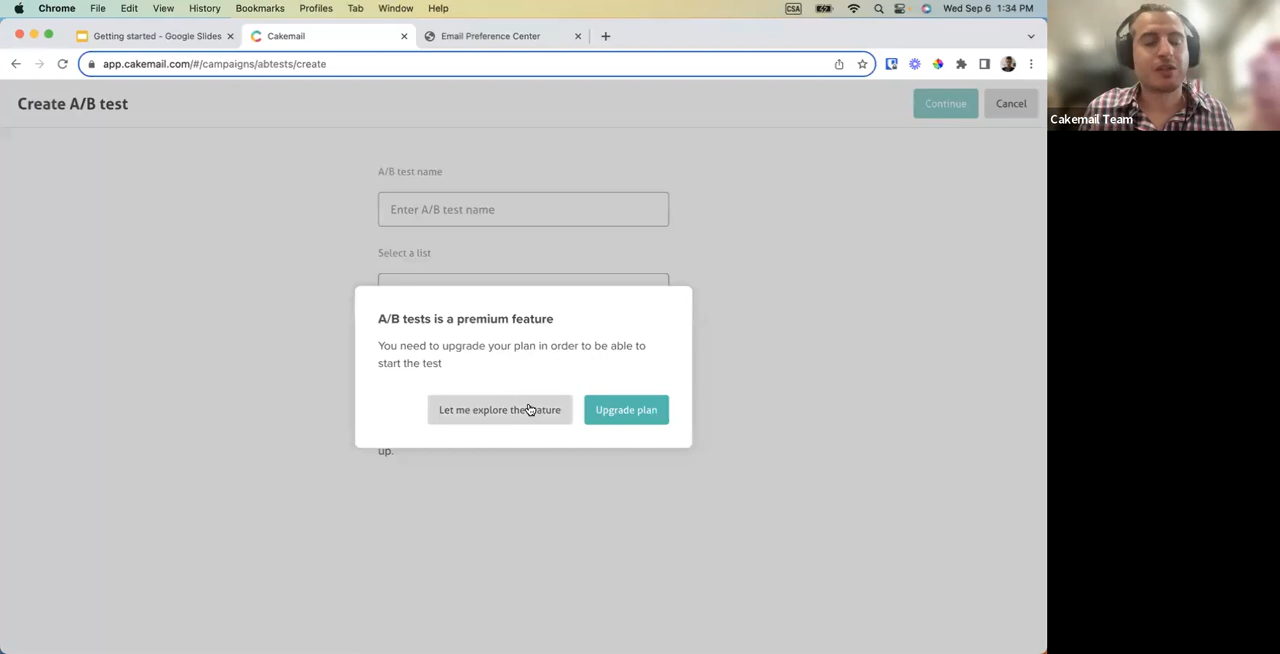 Chrome File Edit View History Bookmarks Profiles Tab Window Help CSA Wed Sep 6 1:34 PM
Getting started - Google Slides Cakemail Email Preference Center
app.cakemail.com/#/campaigns/abtests/create
Create A/B test Continue Cancel
Cakemail Team
A/B test name
Enter A/B test name
Select a list
A/B tests is a premium feature
You need to upgrade your plan in order to be able to
start the test
Let me explore the feature Upgrade plan
up.